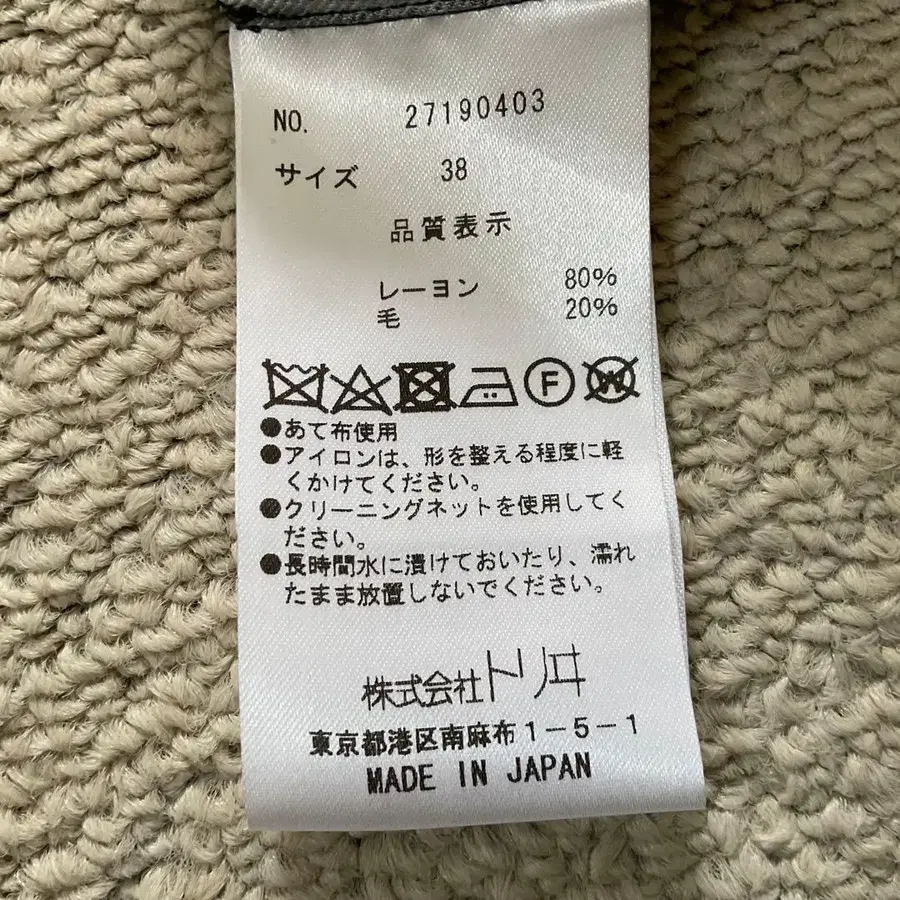 NO. 27190403
サイズ 38
品質表示
レーヨン 80%
毛 20%
F W
●あて布使用
●アイロンは、形を整える程度に軽
くかけてください。
●クリーニングネットを使用してく
ださい。
●長時間水に漬けておいたり、濡れ
たまま放置しないでください。
株式会社トリヰ
東京都港区南麻布1-5-1
MADE IN JAPAN